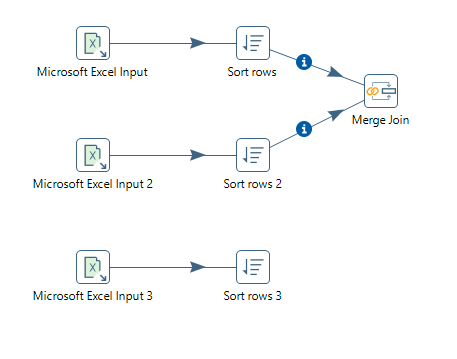 Microsoft Excel Input
Sort rows
Merge Join
Microsoft Excel Input 2
Sort rows 2
Microsoft Excel Input 3
Sort rows 3